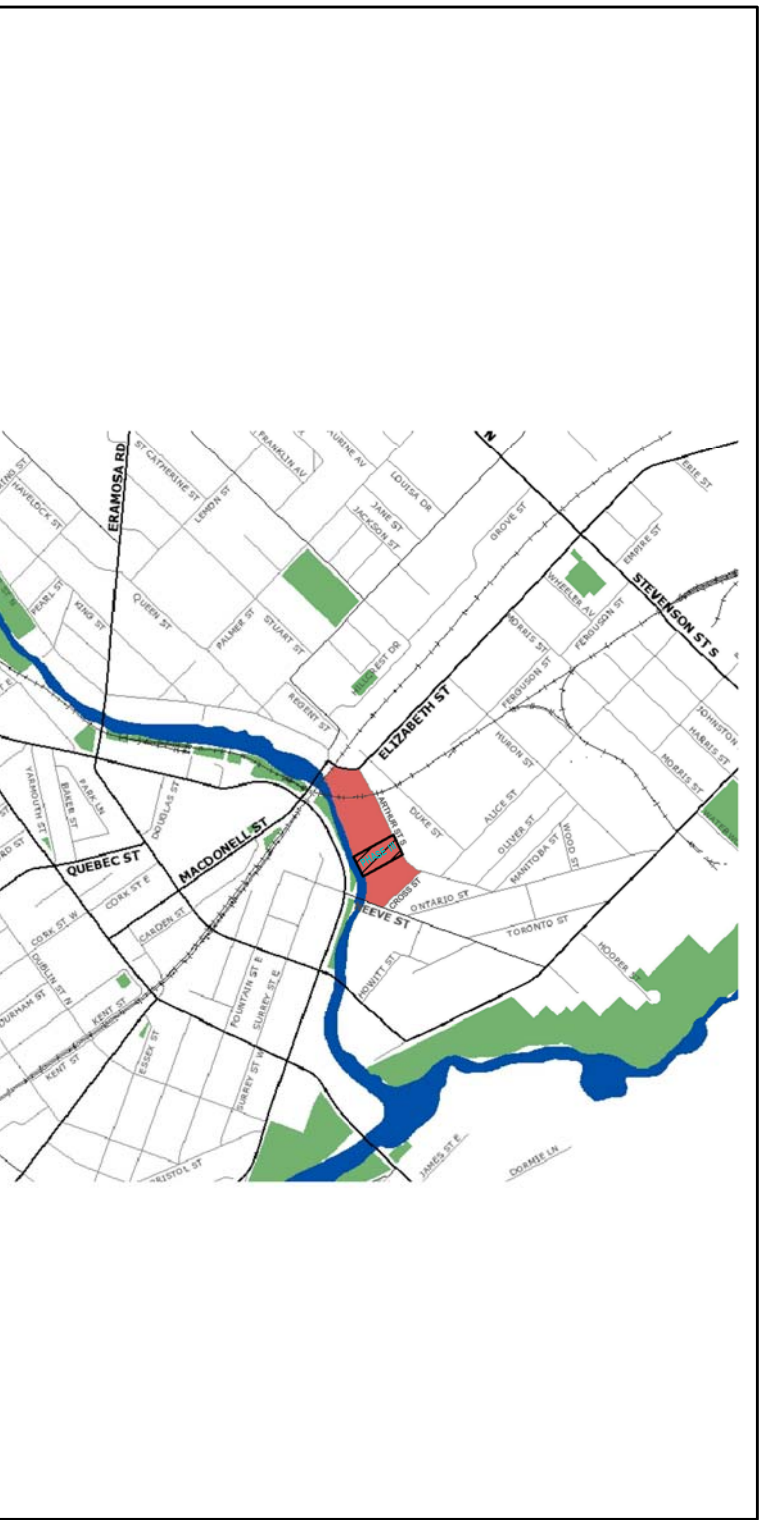 N
ERAMOSA RD
ST CATHERINE ST
FRANKLIN AV
AURINE AV
LOUISA DR
ERIE ST
LEMON ST
HAVELOCK ST
JANE ST
JACKSON ST
GROVE ST
EMPIRE ST
PEARL ST
KING ST
QUEEN ST
PALMER ST
STUART ST
WHEELER AV
STEVENSON ST S
FERGUSON ST
MORRIS ST
HILLCREST DR
FERGUSON ST
REGENT ST
ELIZABETH ST
HURON ST
JOHNSTON
HARRIS ST
MORRIS ST
YARMOUTH ST
BAKER ST
PARK LN
DOUGLAS ST
ARTHUR ST S
DUKE ST
ALICE ST
OLIVER ST
WOOD ST
MANITOBA ST
MACDONELL ST
QUEBEC ST
CORK ST E
CROSS ST
ONTARIO ST
EEVE ST
TORONTO ST
CARDEN ST
CORK ST W
DUBLIN ST N
HOOPER ST
HOWITT ST
FOUNTAIN ST E
SURREY ST E
DURHAM ST
KENT ST
ESSEX ST
KENT ST
SURREY ST W
BRISTOL ST
JAMES ST E
DORMIE LN